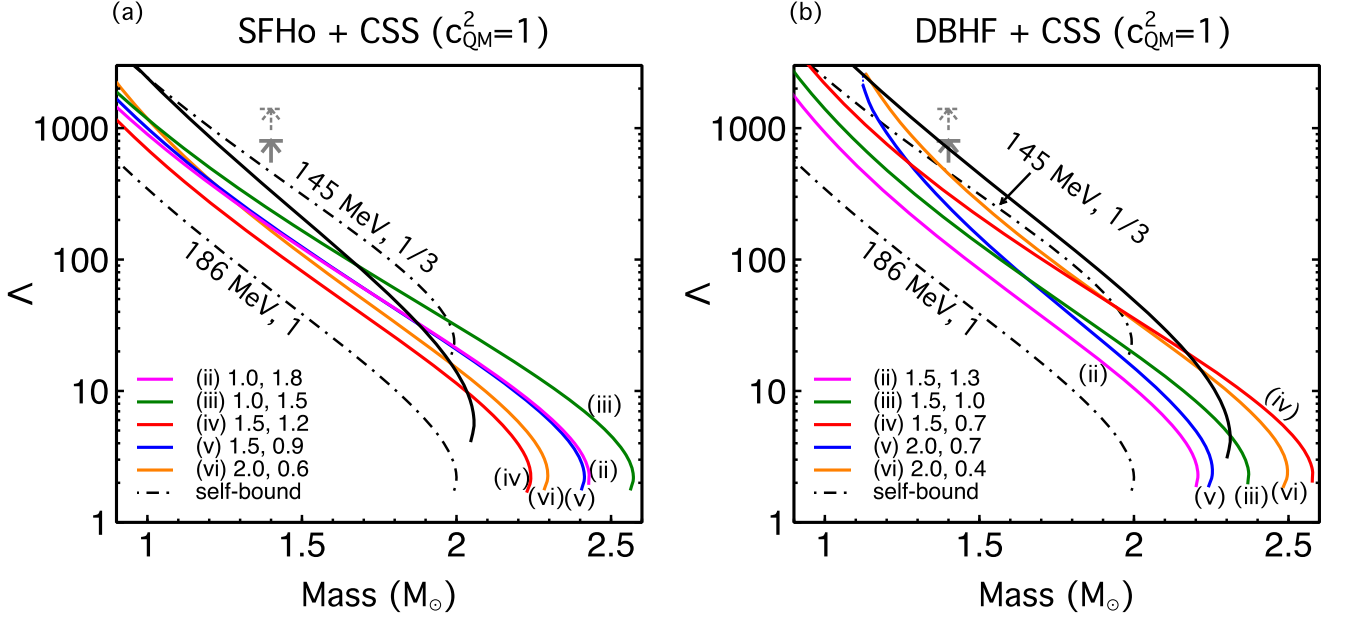 (a)
SFHo + CSS (c²QM=1)
Λ
1000
100
10
1
145 MeV, 1/3
186 MeV, 1
(ii) 1.0, 1.8
(iii) 1.0, 1.5
(iv) 1.5, 1.2
(v) 1.5, 0.9
(vi) 2.0, 0.6
self-bound
(iii)
(ii)
(iv)
(vi)
(v)
1 1.5 2 2.5
Mass (M☉)
(b)
DBHF + CSS (c²QM=1)
Λ
1000
100
10
1
145 MeV, 1/3
186 MeV, 1
(ii) 1.5, 1.3
(iii) 1.5, 1.0
(iv) 1.5, 0.7
(v) 2.0, 0.7
(vi) 2.0, 0.4
self-bound
(ii)
(iv)
(v)
(iii)
(vi)
1 1.5 2 2.5
Mass (M☉)